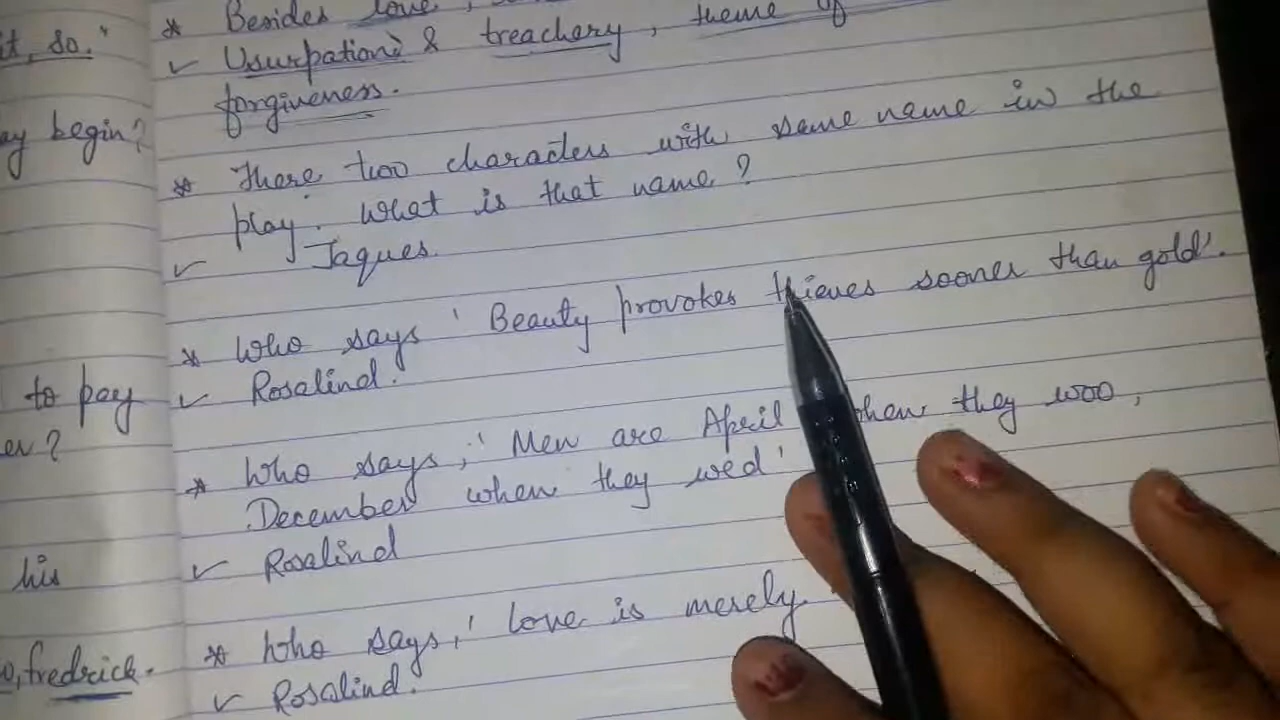 it, so."
ay begin?
to pay
er?
his
o, fredrick.
* Besides love,
✓ Usurpation & treachery, theme of
forgiveness.
* There two characters with same name in the
play. What is that name?
✓ Jaques.
* Who says 'Beauty provokes thieves sooner than gold'.
✓ Rosalind.
* Who says, 'Men are April when they woo,
December when they wed'
✓ Rosalind
* Who says, 'love is merely
✓ Rosalind.